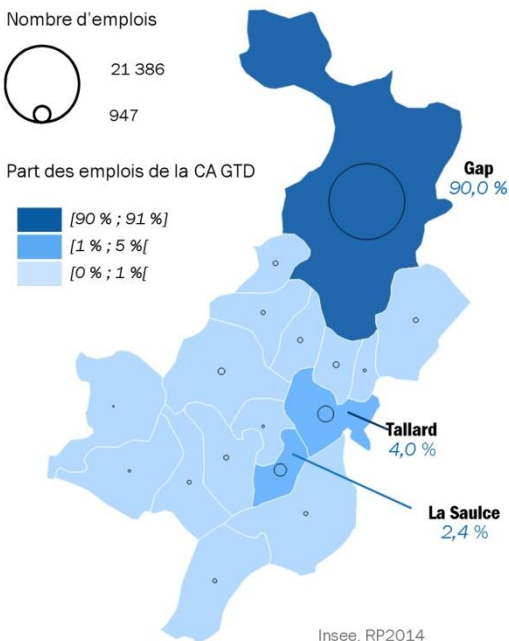 Nombre d'emplois
21 386
947
Part des emplois de la CA GTD
[90 % ; 91 %]
[1 % ; 5 %[
[0 % ; 1 %[
Gap
90,0 %
Tallard
4,0 %
La Saulce
2,4 %
Insee, RP2014